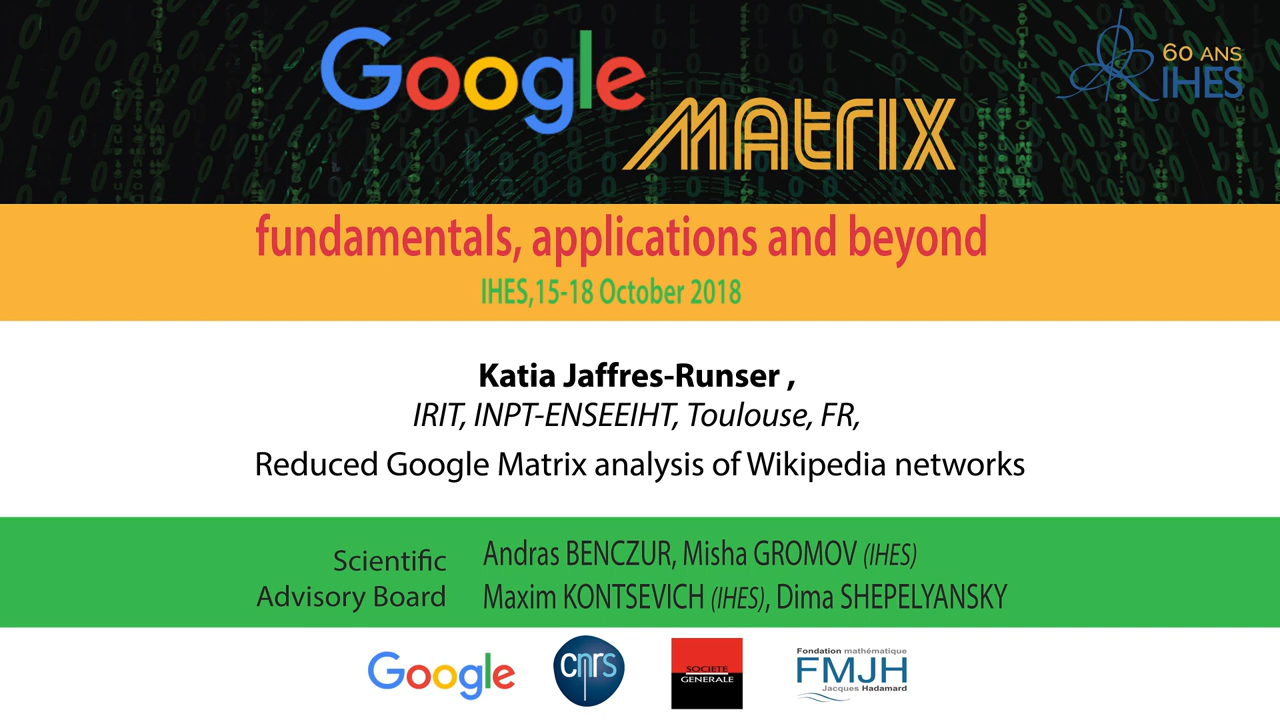 Google
MATRIX
60 ANS
IHES
fundamentals, applications and beyond
IHES,15-18 October 2018
Katia Jaffres-Runser ,
IRIT, INPT-ENSEEIHT, Toulouse, FR,
Reduced Google Matrix analysis of Wikipedia networks
Scientific
Advisory Board
Andras BENCZUR, Misha GROMOV (IHES)
Maxim KONTSEVICH (IHES), Dima SHEPELYANSKY
Google
cnrs
SOCIETE
GENERALE
Fondation mathématique
FMJH
Jacques Hadamard